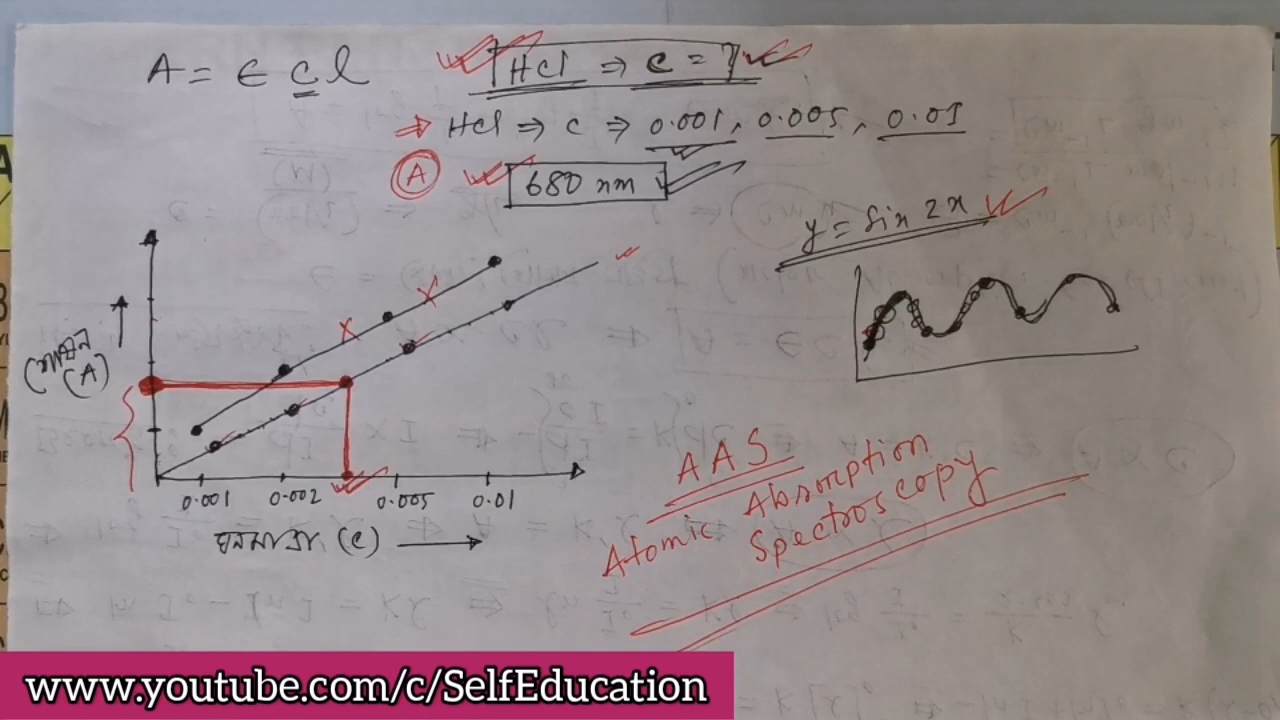 A = ∈ c l
HCl ⇒ C = ?
⇒ HCl ⇒ C ⇒ 0.001, 0.005, 0.01
(A) 680 nm
y = Sin 2x
(A)
0.001 0.002 0.005 0.01
ঘনমাত্রা (C) →
AAS
Atomic Absorption
Spectroscopy
www.youtube.com/c/SelfEducation